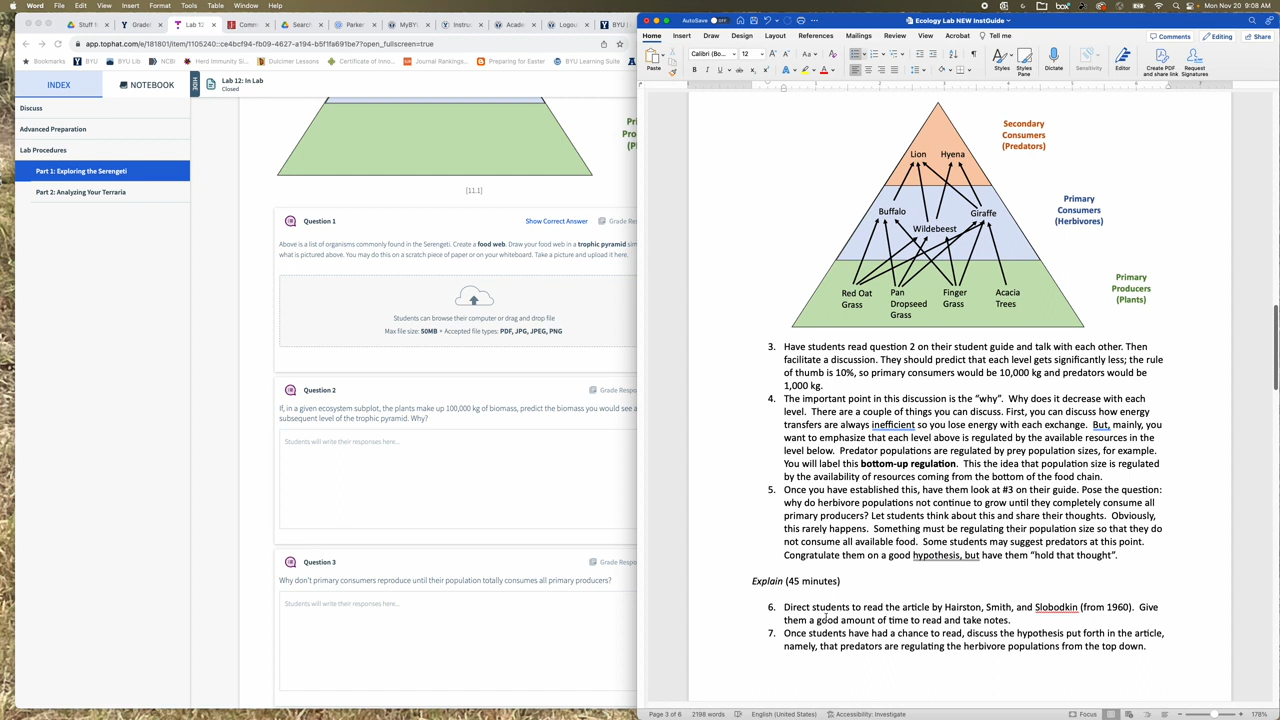 Word File Edit View Insert Format Tools Table Window Help
Mon Nov 20 9:08 AM
Stuff f
Grade
Lab 12
Comm
Search
Parker
MyBY
Instruc
Acade
Logou
BYU |
app.tophat.com/e/181801/item/1105240::ce4bcf94-fb09-4627-a194-b5f1fa691be7?open_fullscreen=true
Bookmarks BYU BYU Lib NCBI Herd Immunity Si... Dulcimer Lessons Certificate of Inno... Journal Rankings... Preparing for Easter BYU Learning Suite
INDEX NOTEBOOK
HIDE
Lab 12: In Lab
Closed
Discuss
Advanced Preparation
Lab Procedures
Part 1: Exploring the Serengeti
Part 2: Analyzing Your Terraria
Pri
Pro
(Pl
[11.1]
Question 1 Show Correct Answer Grade Res
Above is a list of organisms commonly found in the Serengeti. Create a food web. Draw your food web in a trophic pyramid sim
what is pictured above. You may do this on a scratch piece of paper or on your whiteboard. Take a picture and upload it here.
Students can browse their computer or drag and drop file
Max file size: 50MB • Accepted file types: PDF, JPG, JPEG, PNG
Question 2 Grade Respo
If, in a given ecosystem subplot, the plants make up 100,000 kg of biomass, predict the biomass you would see a
subsequent level of the trophic pyramid. Why?
Students will write their responses here...
Question 3 Grade Respo
Why don't primary consumers reproduce until their population totally consumes all primary producers?
Students will write their responses here...
AutoSave OFF
Ecology Lab NEW InstGuide
Home Insert Draw Design Layout References Mailings Review View Acrobat Tell me
Comments Editing Share
Paste
Calibri (Bo... 12
Styles
Styles Pane
Dictate
Sensitivity
Editor
Create PDF and share link
Request Signatures
Secondary
Consumers
(Predators)
Lion Hyena
Primary
Consumers
(Herbivores)
Buffalo Giraffe
Wildebeest
Primary
Producers
(Plants)
Red Oat
Grass
Pan
Dropseed
Grass
Finger
Grass
Acacia
Trees
3. Have students read question 2 on their student guide and talk with each other. Then
facilitate a discussion. They should predict that each level gets significantly less; the rule
of thumb is 10%, so primary consumers would be 10,000 kg and predators would be
1,000 kg.
4. The important point in this discussion is the "why". Why does it decrease with each
level. There are a couple of things you can discuss. First, you can discuss how energy
transfers are always inefficient so you lose energy with each exchange. But, mainly, you
want to emphasize that each level above is regulated by the available resources in the
level below. Predator populations are regulated by prey population sizes, for example.
You will label this bottom-up regulation. This the idea that population size is regulated
by the availability of resources coming from the bottom of the food chain.
5. Once you have established this, have them look at #3 on their guide. Pose the question:
why do herbivore populations not continue to grow until they completely consume all
primary producers? Let students think about this and share their thoughts. Obviously,
this rarely happens. Something must be regulating their population size so that they do
not consume all available food. Some students may suggest predators at this point.
Congratulate them on a good hypothesis, but have them "hold that thought".
Explain (45 minutes)
6. Direct students to read the article by Hairston, Smith, and Slobodkin (from 1960). Give
them a good amount of time to read and take notes.
7. Once students have had a chance to read, discuss the hypothesis put forth in the article,
namely, that predators are regulating the herbivore populations from the top down.
Page 3 of 6 2198 words English (United States) Accessibility: Investigate Focus 178%